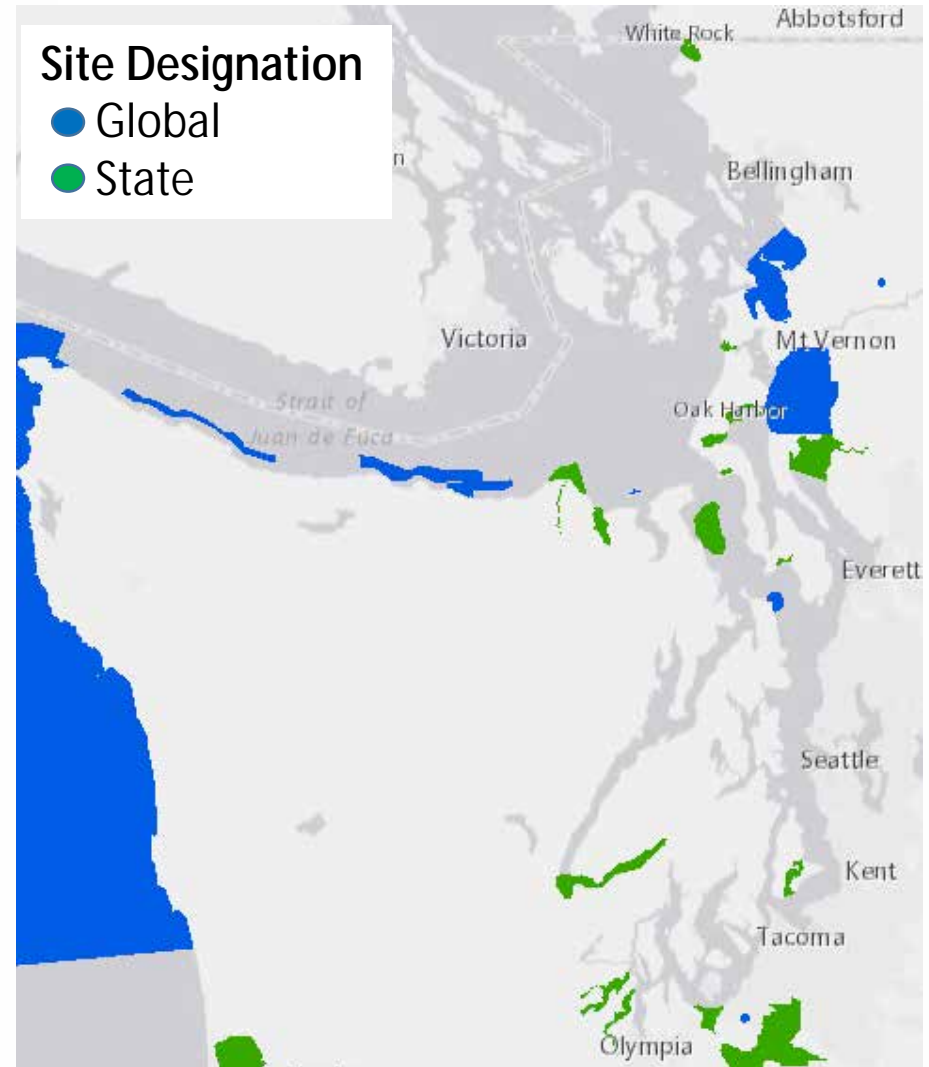 Site Designation
Global
State
White Rock
Abbotsford
n
Bellingham
Victoria
Mt Vernon
Strait of
Juan de Fuca
Oak Harbor
Everett
Seattle
Kent
Tacoma
Olympia